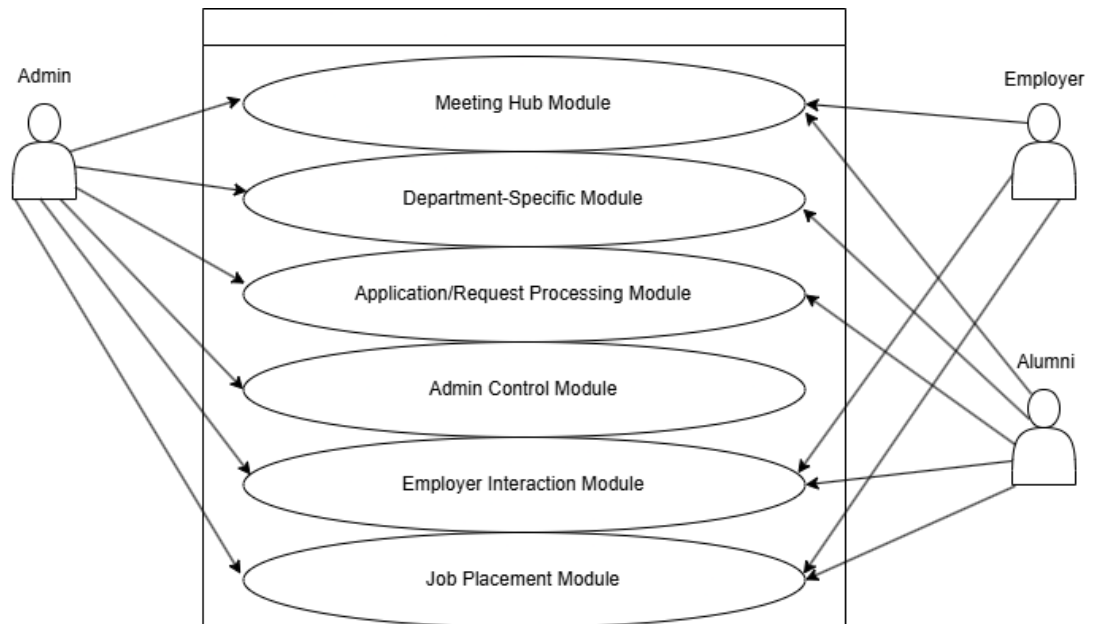 Admin
Employer
Meeting Hub Module
Department-Specific Module
Application/Request Processing Module
Alumni
Admin Control Module
Employer Interaction Module
Job Placement Module